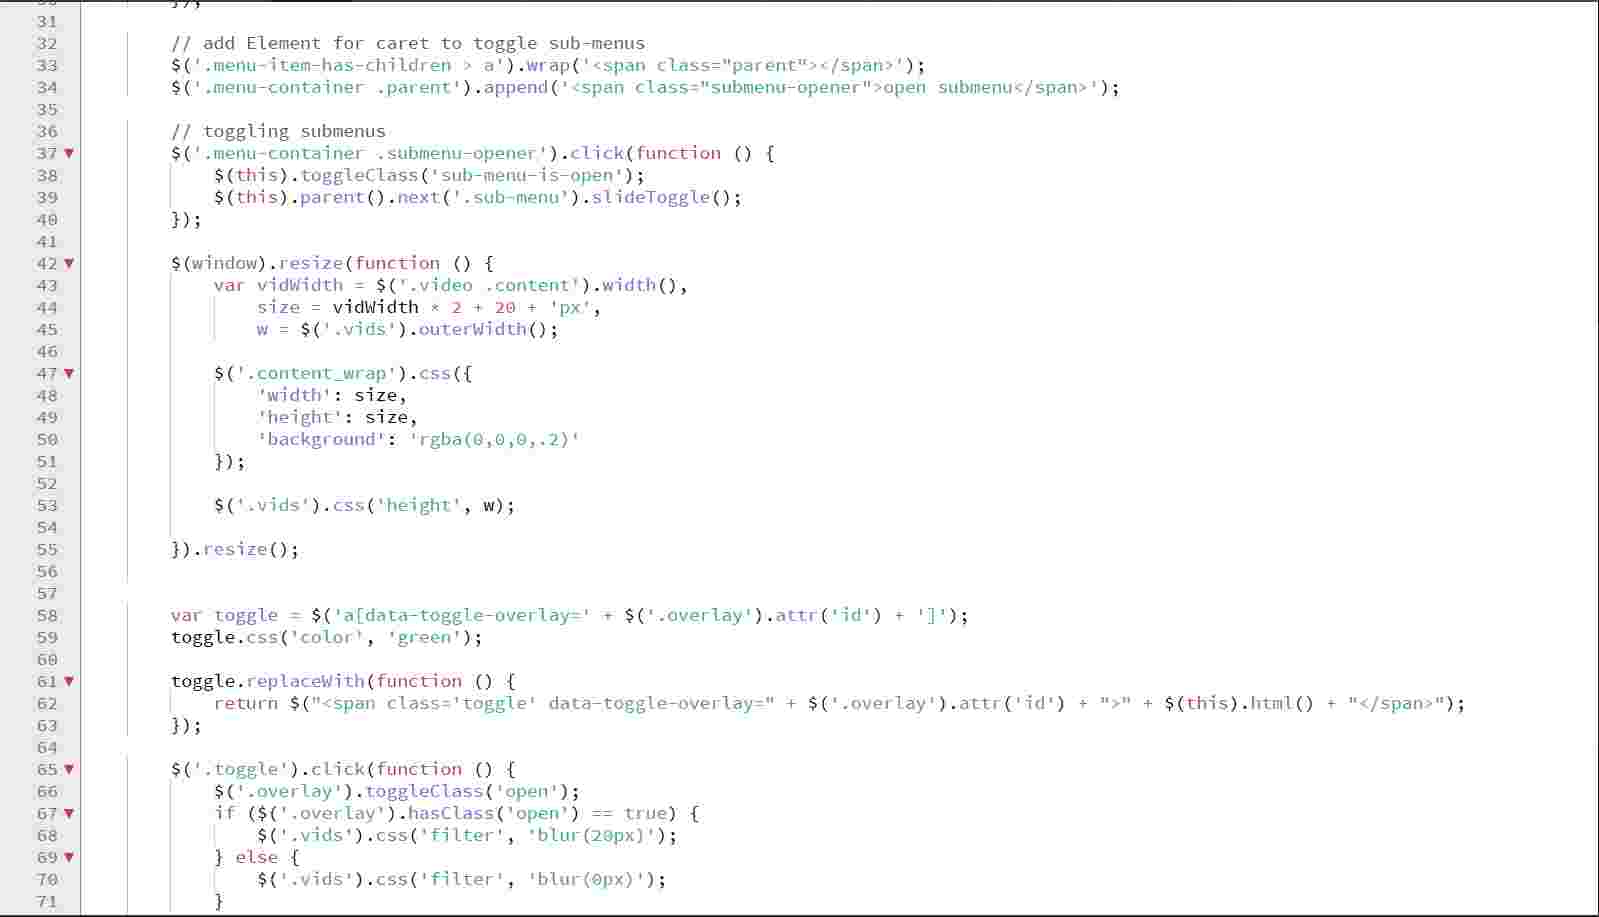 31
32 // add Element for caret to toggle sub-menus
33 $('.menu-item-has-children > a').wrap('<span class="parent"></span>');
34 $('.menu-container .parent').append('<span class="submenu-opener">open submenu</span>');
35
36 // toggling submenus
37 $('.menu-container .submenu-opener').click(function () {
38 $(this).toggleClass('sub-menu-is-open');
39 $(this).parent().next('.sub-menu').slideToggle();
40 });
41
42 $(window).resize(function () {
43 var vidWidth = $('.video .content').width(),
44 size = vidWidth * 2 + 20 + 'px',
45 w = $('.vids').outerWidth();
46
47 $('.content_wrap').css({
48 'width': size,
49 'height': size,
50 'background': 'rgba(0,0,0,.2)'
51 });
52
53 $('.vids').css('height', w);
54
55 }).resize();
56
57
58 var toggle = $('a[data-toggle-overlay=' + $('.overlay').attr('id') + ']');
59 toggle.css('color', 'green');
60
61 toggle.replaceWith(function () {
62 return $("<span class='toggle' data-toggle-overlay=" + $('.overlay').attr('id') + ">" + $(this).html() + "</span>");
63 });
64
65 $('.toggle').click(function () {
66 $('.overlay').toggleClass('open');
67 if ($('.overlay').hasClass('open') == true) {
68 $('.vids').css('filter', 'blur(20px)');
69 } else {
70 $('.vids').css('filter', 'blur(0px)');
71 }